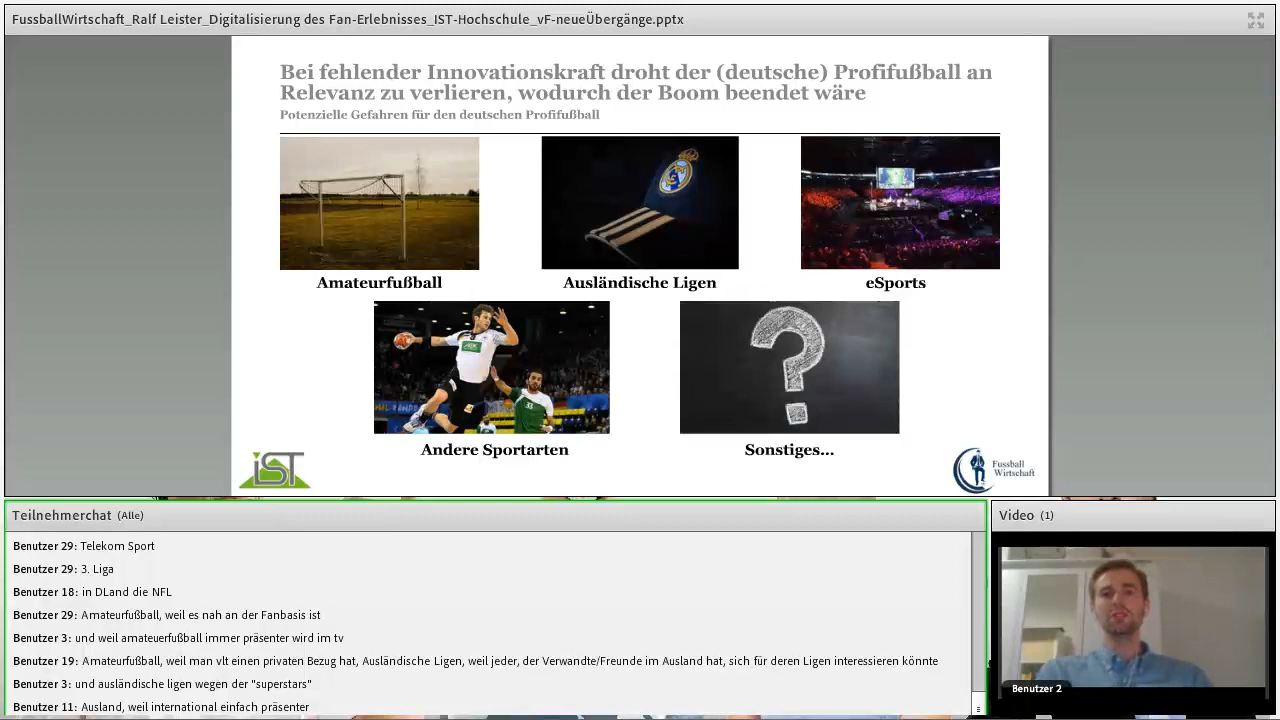 FussballWirtschaft_Ralf Leister_Digitalisierung des Fan-Erlebnisses_IST-Hochschule_vF-neueÜbergänge.pptx
Bei fehlender Innovationskraft droht der (deutsche) Profifußball an
Relevanz zu verlieren, wodurch der Boom beendet wäre
Potenzielle Gefahren für den deutschen Profifußball
Amateurfußball
Ausländische Ligen
eSports
Andere Sportarten
Sonstiges...
iST
Fussball
Wirtschaft
Teilnehmerchat (Alle)
Benutzer 29: Telekom Sport
Benutzer 29: 3. Liga
Benutzer 18: in DLand die NFL
Benutzer 29: Amateurfußball, weil es nah an der Fanbasis ist
Benutzer 3: und weil amateuerfußball immer präsenter wird im tv
Benutzer 19: Amateurfußball, weil man vlt einen privaten Bezug hat, Ausländische Ligen, weil jeder, der Verwandte/Freunde im Ausland hat, sich für deren Ligen interessieren könnte
Benutzer 3: und ausländische ligen wegen der "superstars"
Benutzer 11: Ausland, weil international einfach präsenter
Video (1)
Benutzer 2